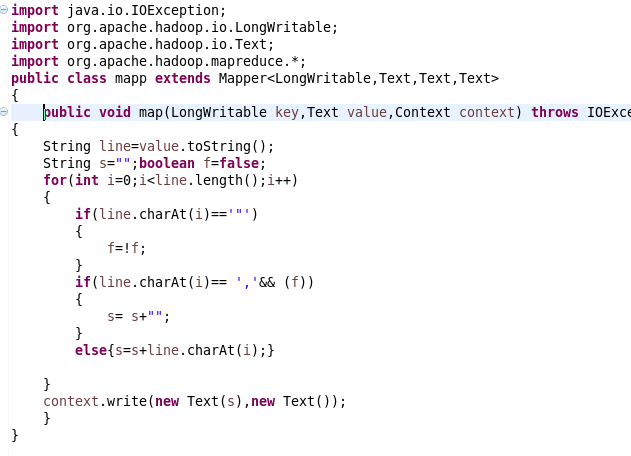 import java.io.IOException;
import org.apache.hadoop.io.LongWritable;
import org.apache.hadoop.io.Text;
import org.apache.hadoop.mapreduce.*;
public class mapp extends Mapper<LongWritable,Text,Text,Text>
{
    public void map(LongWritable key,Text value,Context context) throws IOExce
{
    String line=value.toString();
    String s="";boolean f=false;
    for(int i=0;i<line.length();i++)
    {
        if(line.charAt(i)=='"')
        {
            f=!f;
        }
        if(line.charAt(i)== ','&& (f))
        {
            s= s+"";
        }
        else{s=s+line.charAt(i);}
    }
    context.write(new Text(s),new Text());
    }
}